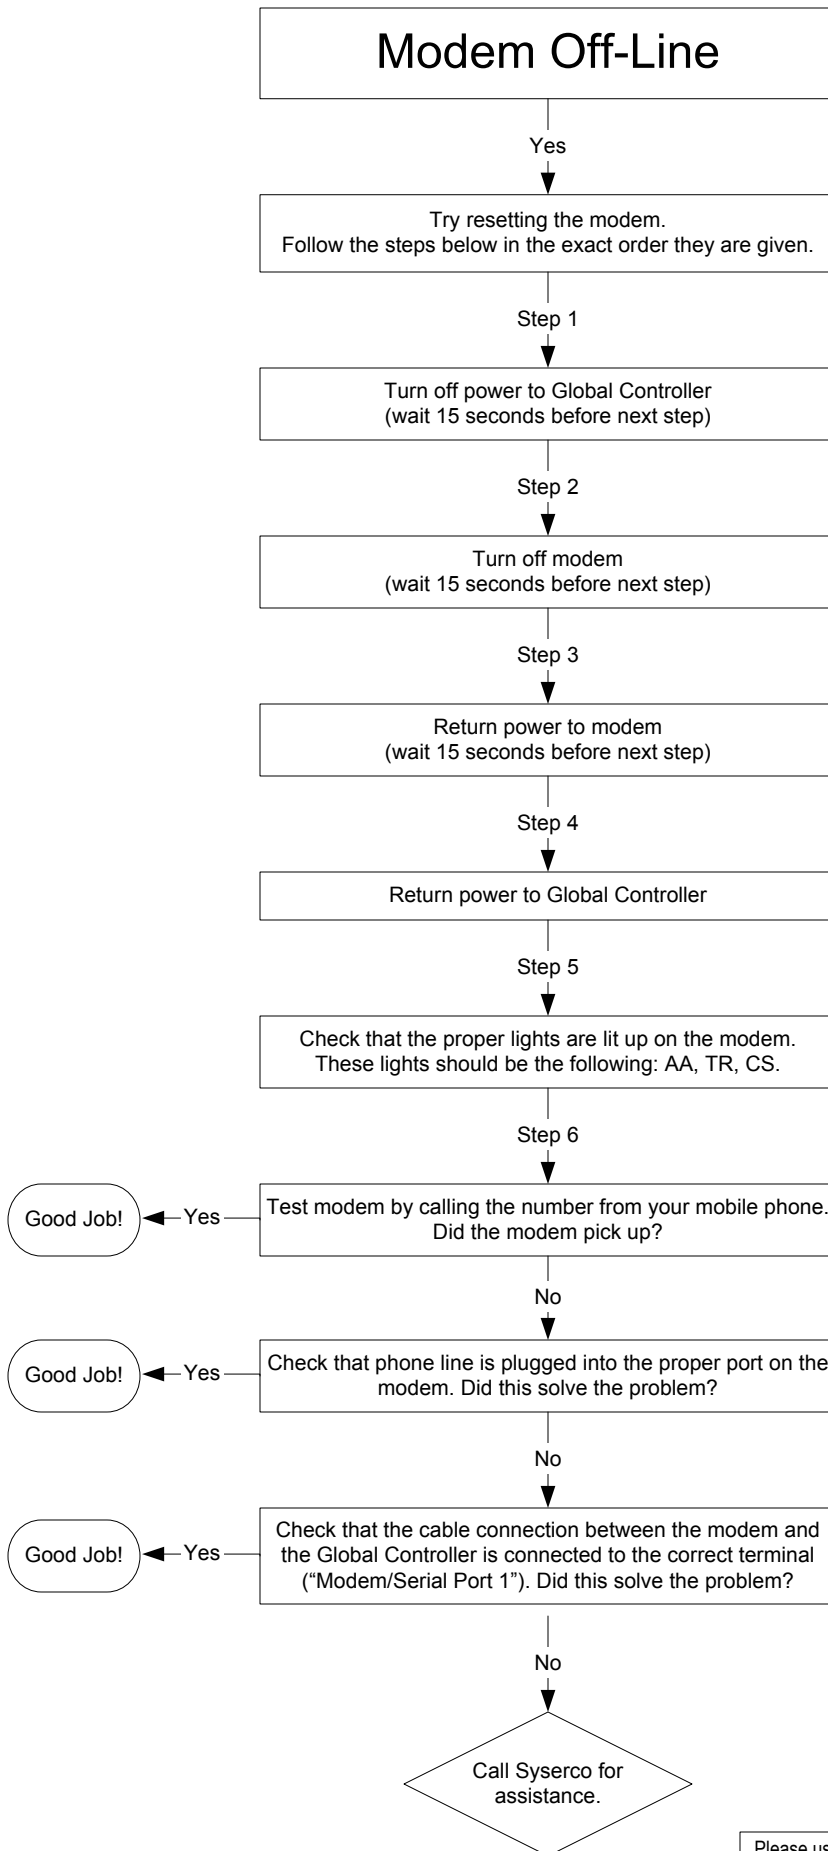 Modem Off-Line
Yes
Try resetting the modem.
Follow the steps below in the exact order they are given.
Step 1
Turn off power to Global Controller
(wait 15 seconds before next step)
Step 2
Turn off modem
(wait 15 seconds before next step)
Step 3
Return power to modem
(wait 15 seconds before next step)
Step 4
Return power to Global Controller
Step 5
Check that the proper lights are lit up on the modem.
These lights should be the following: AA, TR, CS.
Step 6
Good Job!
Yes
Test modem by calling the number from your mobile phone.
Did the modem pick up?
No
Good Job!
Yes
Check that phone line is plugged into the proper port on the
modem. Did this solve the problem?
No
Good Job!
Yes
Check that the cable connection between the modem and
the Global Controller is connected to the correct terminal
(“Modem/Serial Port 1”). Did this solve the problem?
No
Call Syserco for
assistance.
Please